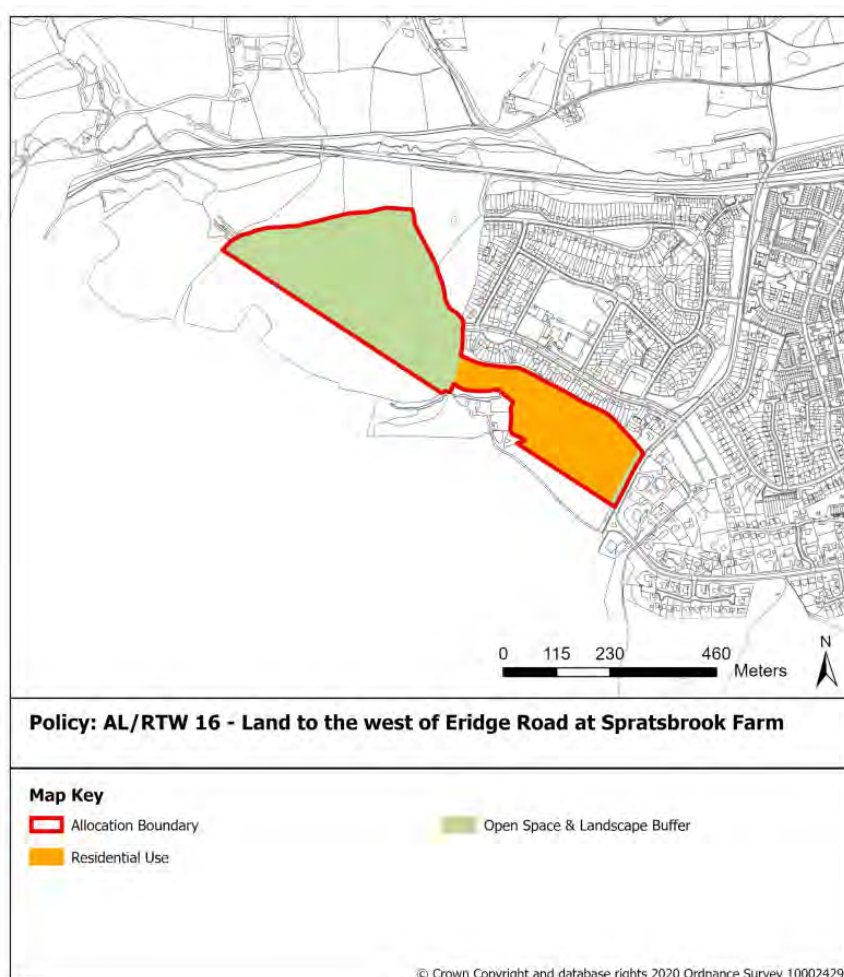 N
0 115 230 460
Meters
Policy: AL/RTW 16 - Land to the west of Eridge Road at Spratsbrook Farm
Map Key
Allocation Boundary
Open Space & Landscape Buffer
Residential Use
© Crown Copyright and database rights 2020 Ordnance Survey 10002429